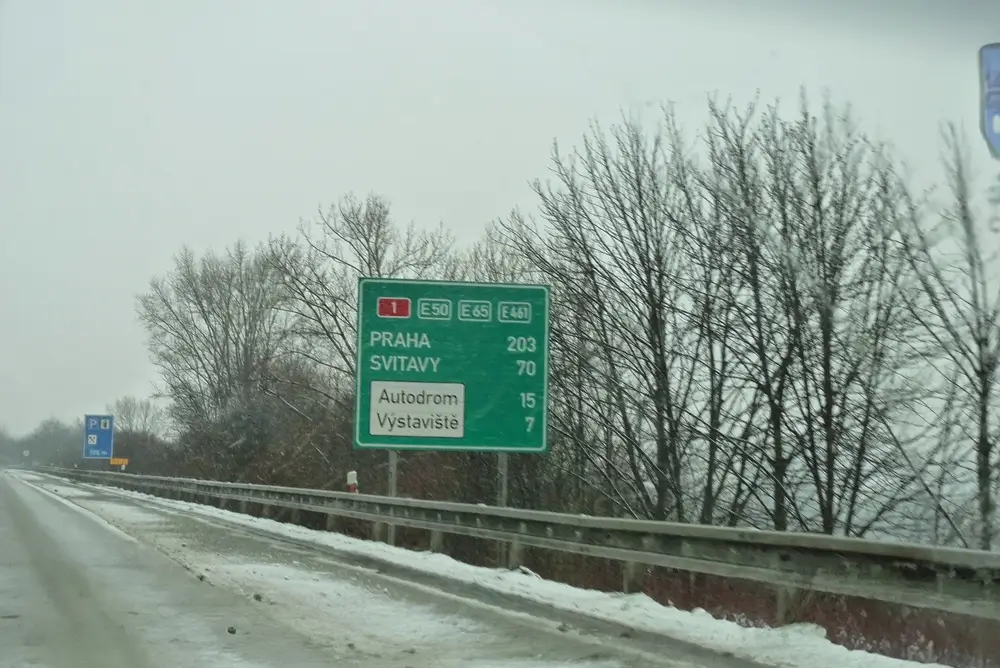 1 E50 E65 E461
PRAHA 203
SVITAVY 70
Autodrom 15
Výstaviště 7
P